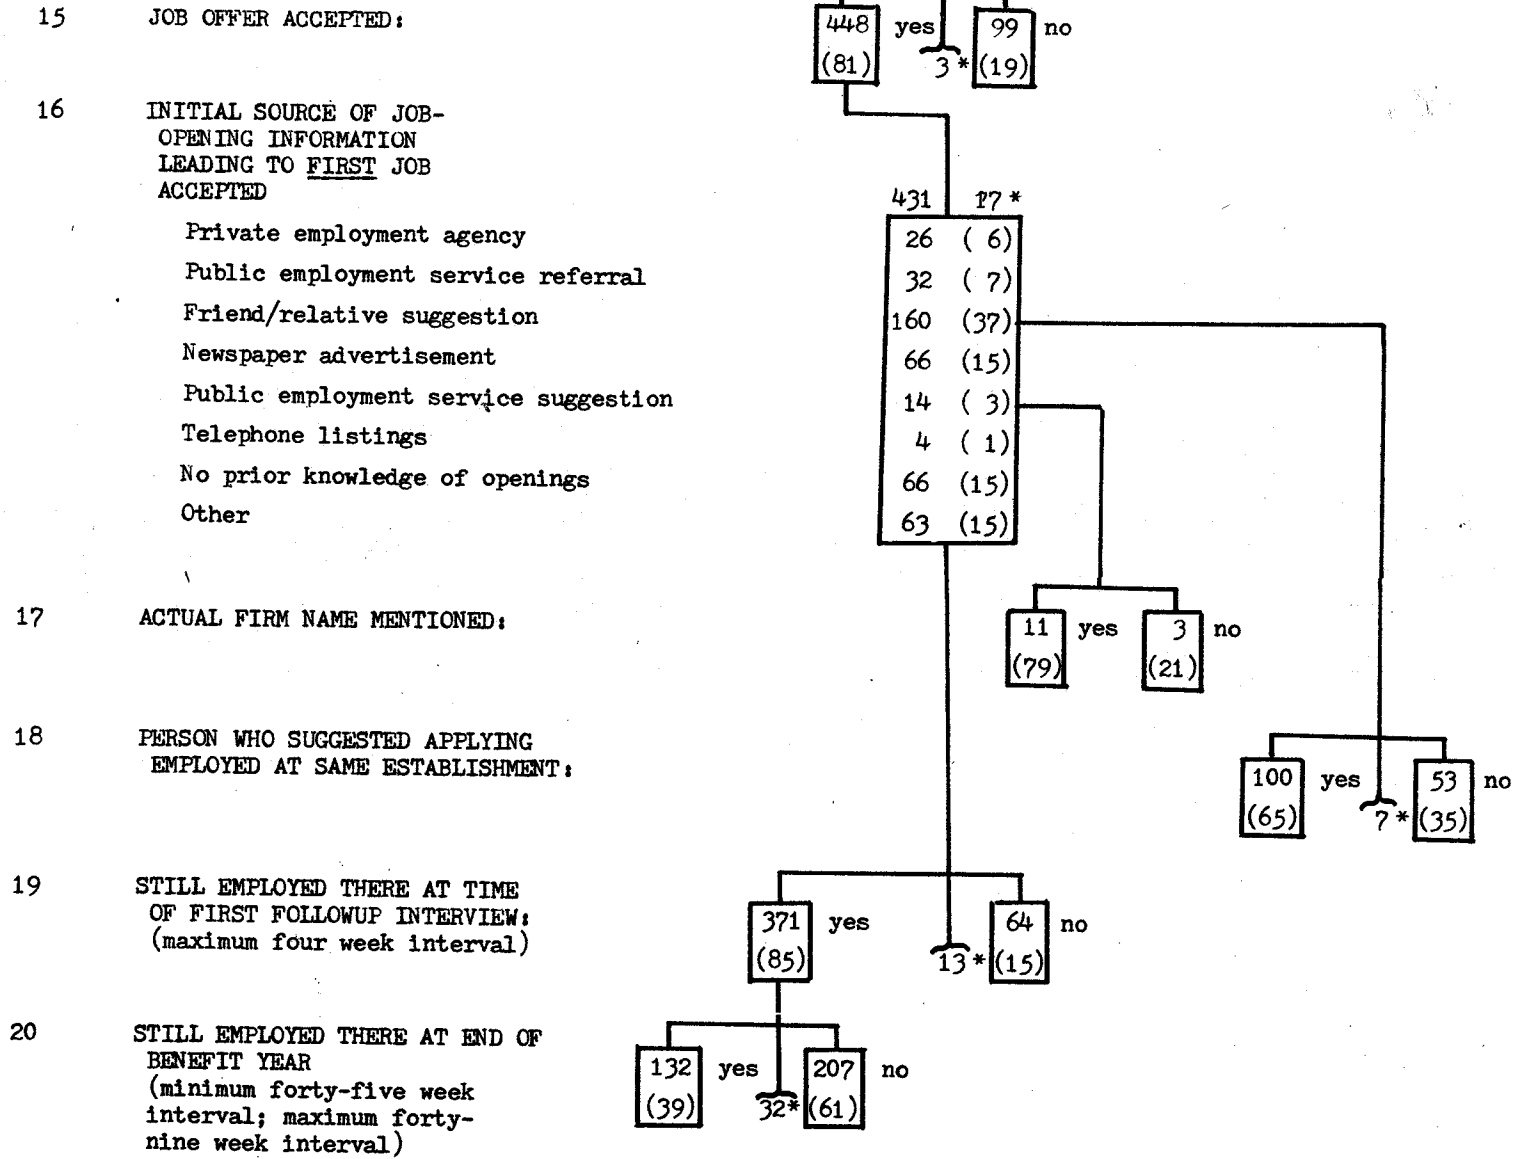 15 JOB OFFER ACCEPTED: 448 yes 99 no
(81) 3* (19)
16 INITIAL SOURCE OF JOB-
OPENING INFORMATION
LEADING TO FIRST JOB
ACCEPTED 431 17*
Private employment agency 26 ( 6)
Public employment service referral 32 ( 7)
Friend/relative suggestion 160 (37)
Newspaper advertisement 66 (15)
Public employment service suggestion 14 ( 3)
Telephone listings 4 ( 1)
No prior knowledge of openings 66 (15)
Other 63 (15)
17 ACTUAL FIRM NAME MENTIONED: 11 yes 3 no
(79) (21)
18 PERSON WHO SUGGESTED APPLYING
EMPLOYED AT SAME ESTABLISHMENT: 100 yes 53 no
(65) 7* (35)
19 STILL EMPLOYED THERE AT TIME
OF FIRST FOLLOWUP INTERVIEW: 371 yes 64 no
(maximum four week interval) (85) 13* (15)
20 STILL EMPLOYED THERE AT END OF
BENEFIT YEAR 132 yes 207 no
(minimum forty-five week (39) 32* (61)
interval; maximum forty-
nine week interval)